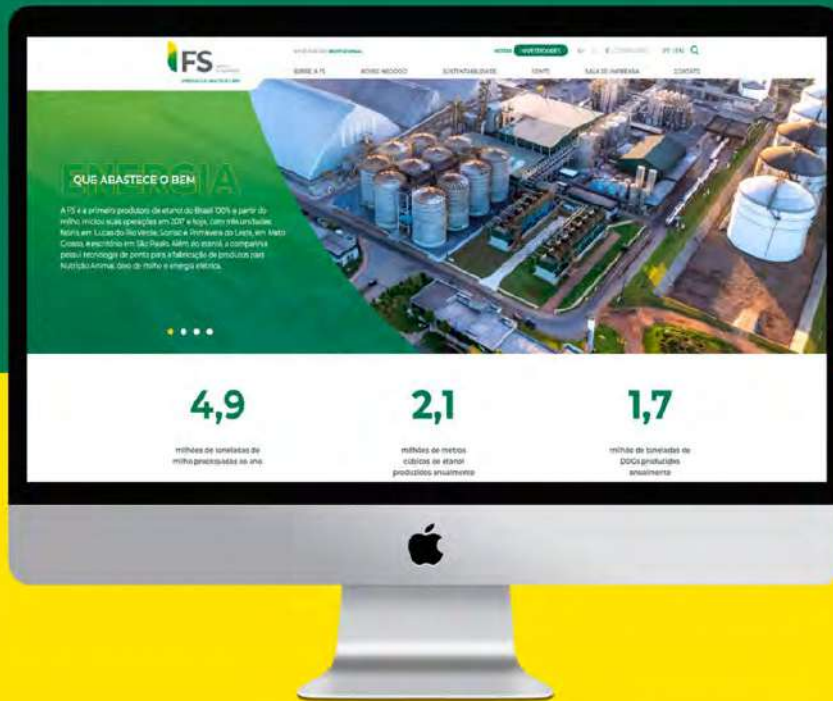 FS
INSTITUCIONAL
INVESTIDORES
PT EN
SOBRE A FS
NOSSO NEGÓCIO
SUSTENTABILIDADE
GENTE
SALA DE IMPRENSA
CONTATO
ENERGIA
QUE ABASTECE O BEM
A FS é a primeira produtora de etanol do Brasil 100% a partir do
milho. Iniciou suas operações em 2017 e hoje, com três unidades
fabris, em Lucas do Rio Verde, Sorriso e Primavera do Leste, em Mato
Grosso, e escritório em São Paulo. Além do etanol, a companhia
possui tecnologia de ponta para a fabricação de produtos para
Nutrição Animal, óleo de milho e energia elétrica.
4,9
milhões de toneladas de
milho processadas ao ano
2,1
milhões de metros
cúbicos de etanol
produzidos anualmente
1,7
milhão de toneladas de
DDGs produzidas
anualmente